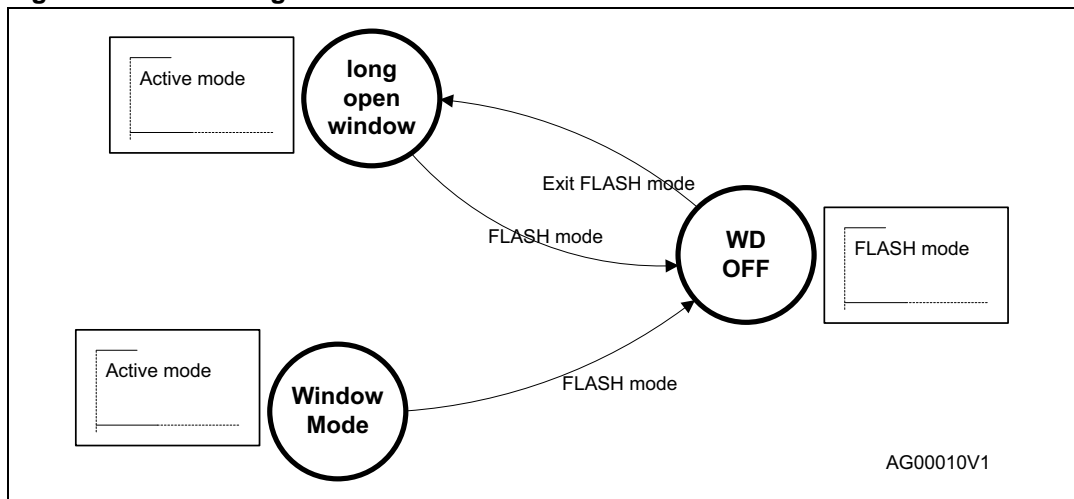 Active mode
long
open
window
Exit FLASH mode
FLASH mode
WD
OFF
FLASH mode
Active mode
Window
Mode
FLASH mode
AG00010V1